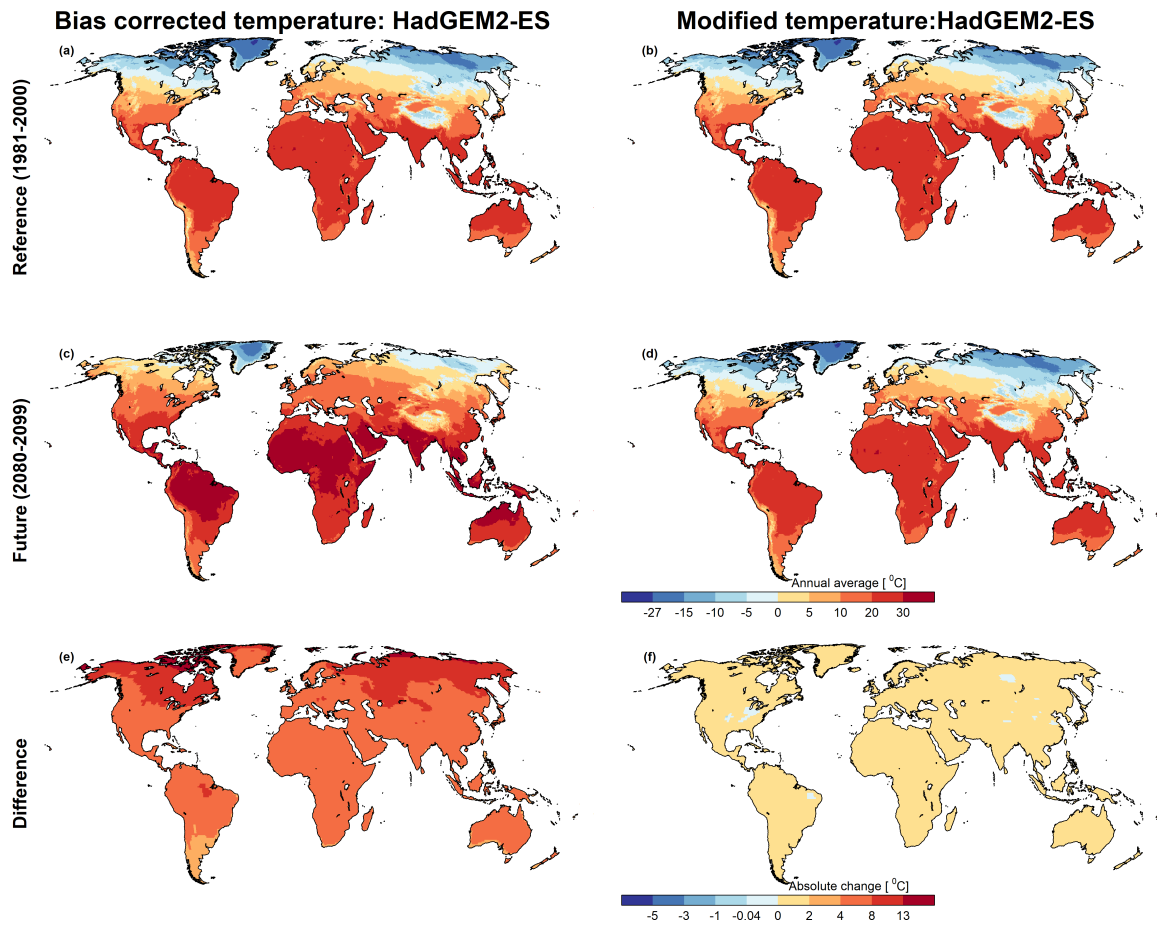 Bias corrected temperature: HadGEM2-ES
Modified temperature:HadGEM2-ES
Reference (1981-2000)
(a)
(b)
Future (2080-2099)
(c)
(d)
Annual average [ ⁰C]
-27 -15 -10 -5 0 5 10 20 30
Difference
(e)
(f)
Absolute change [ ⁰C]
-5 -3 -1 -0.04 0 2 4 8 13